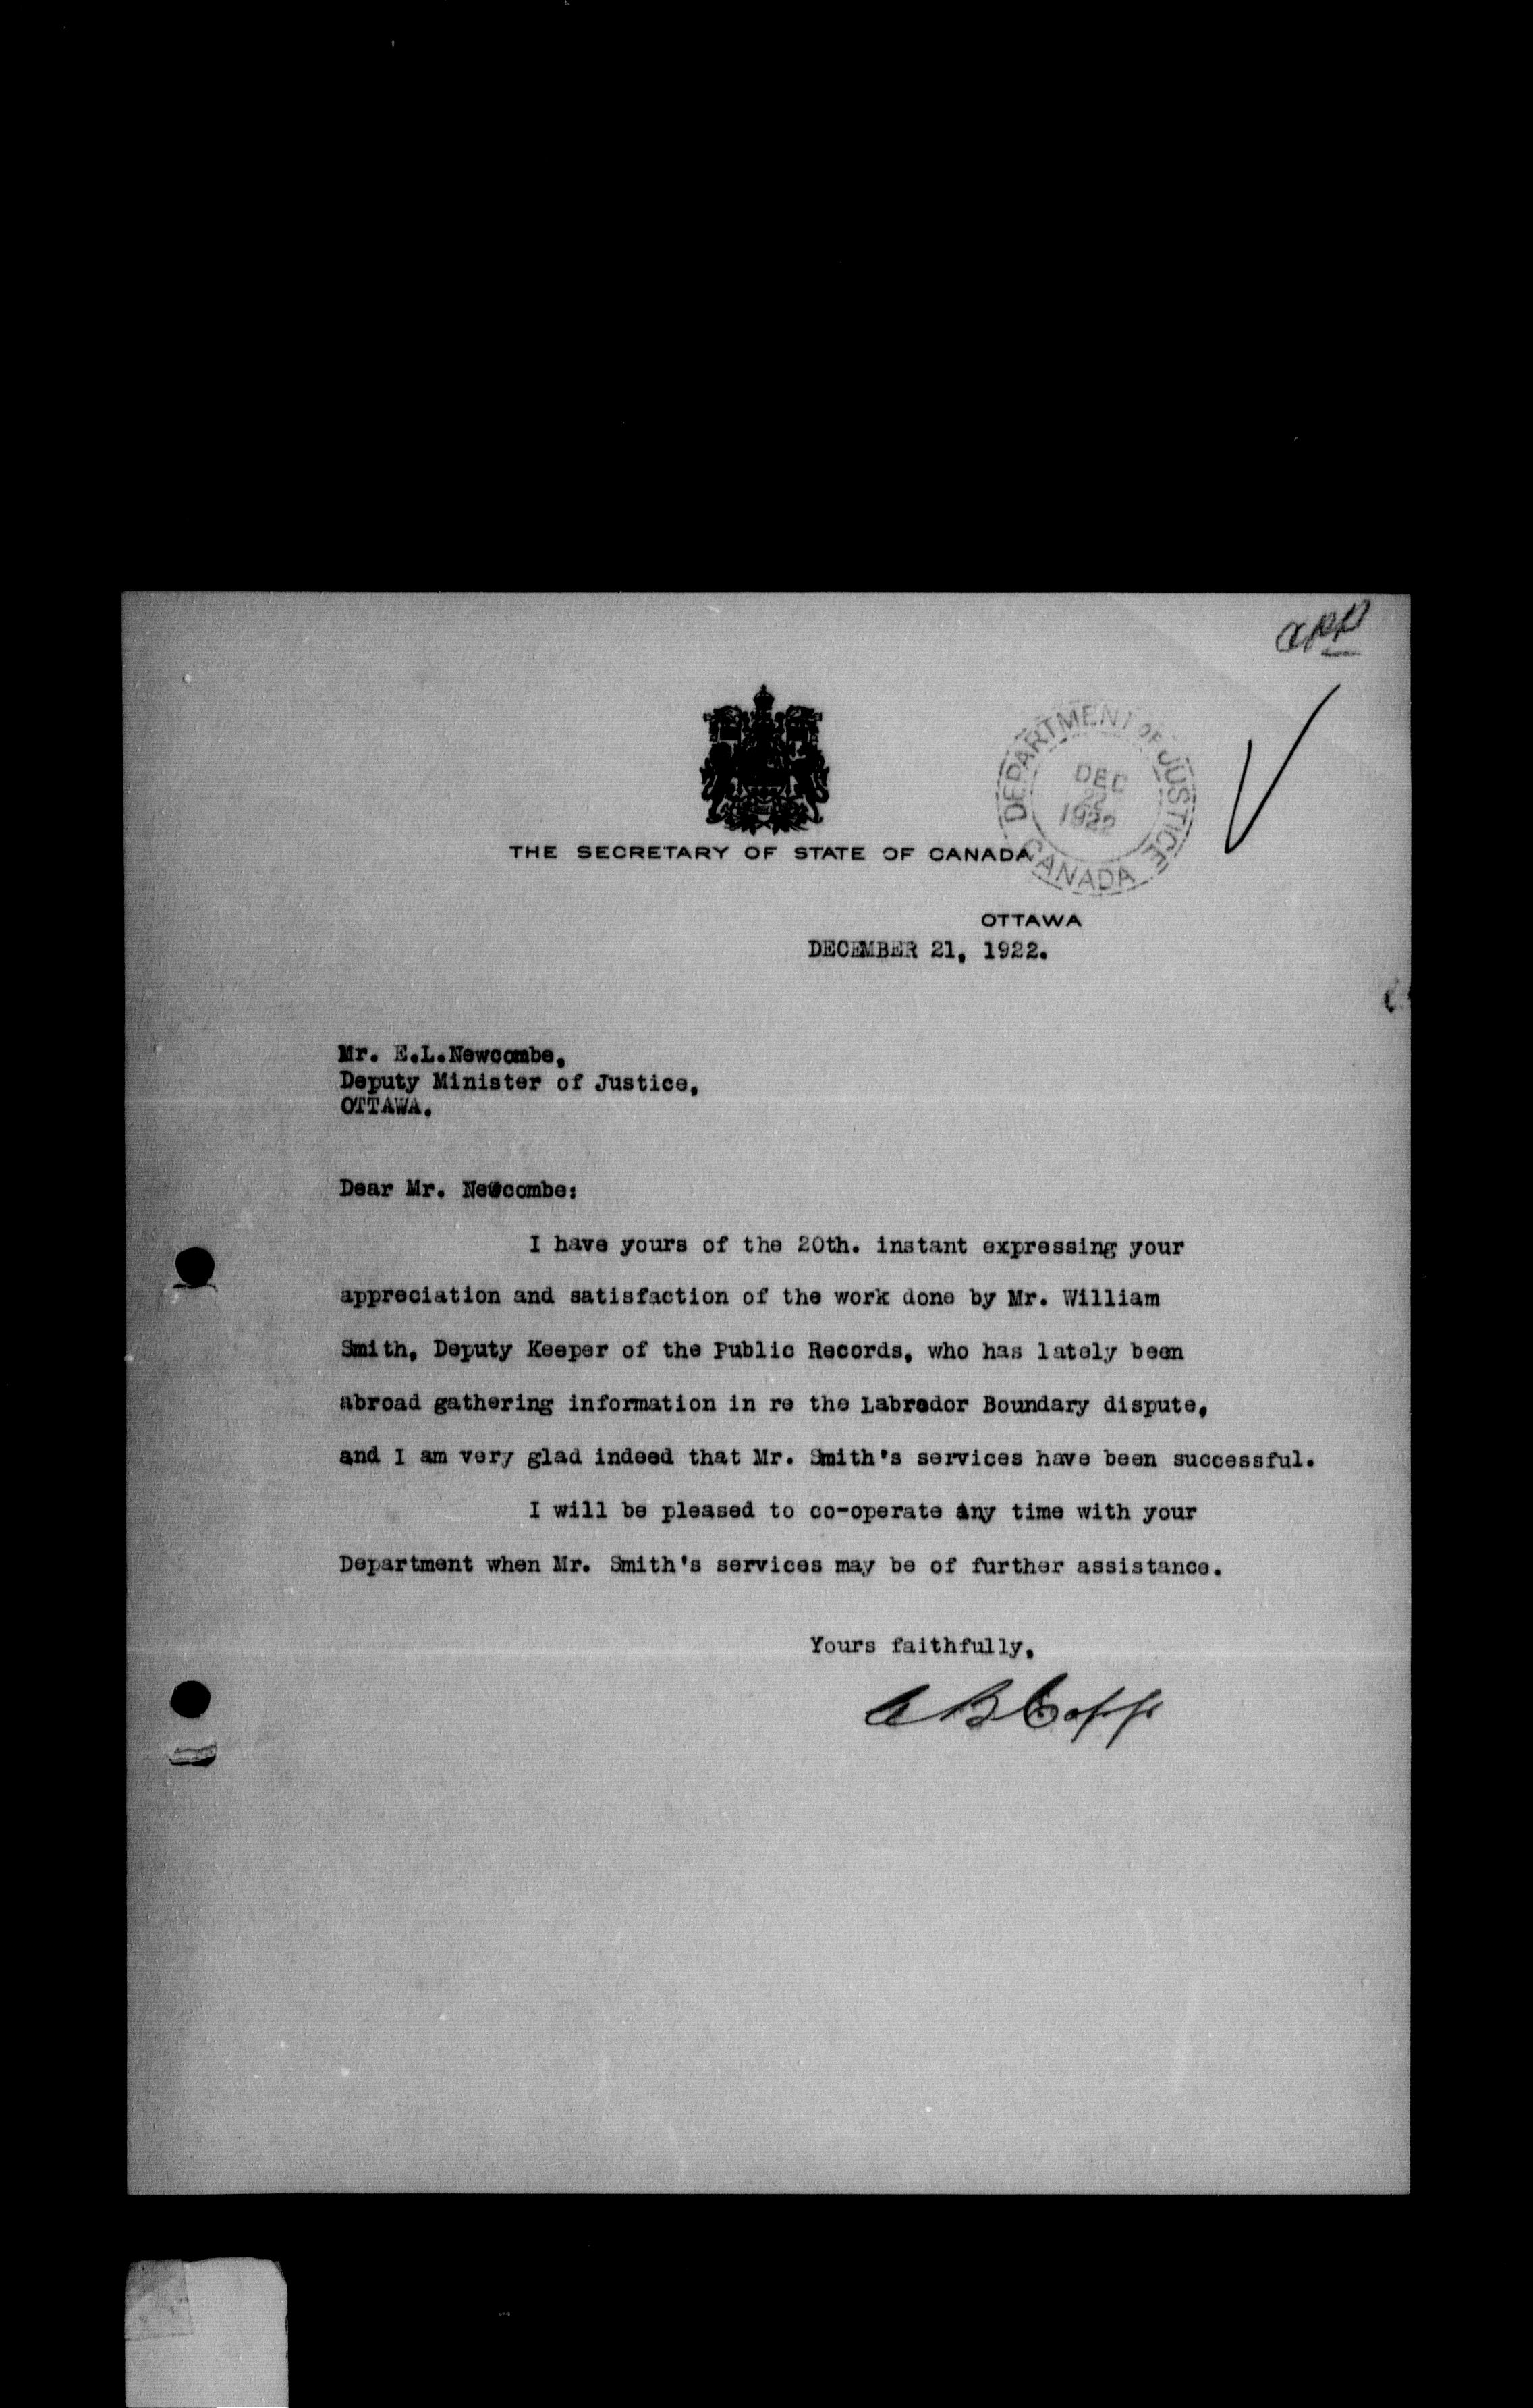 app
DEPARTMENT OF JUSTICE
DEC
1922
CANADA
THE SECRETARY OF STATE OF CANADA
OTTAWA
DECEMBER 21, 1922.
Mr. E.L.Newcombe,
Deputy Minister of Justice,
OTTAWA.
Dear Mr. Newcombe:
I have yours of the 20th. instant expressing your
appreciation and satisfaction of the work done by Mr. William
Smith, Deputy Keeper of the Public Records, who has lately been
abroad gathering information in re the Labrador Boundary dispute,
and I am very glad indeed that Mr. Smith's services have been successful.
I will be pleased to co-operate any time with your
Department when Mr. Smith's services may be of further assistance.
Yours faithfully,
A B Copp